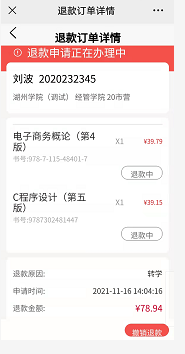 退款订单详情
退款订单详情
退款申请正在办理中
刘波 2020232345
湖州学院（调试） 经管学院 20市营
电子商务概论（第4版） X1 ¥39.79
书号:978-7-115-48401-7
退款中
C程序设计（第五版） X1 ¥39.15
书号:9787302481447
退款中
退款原因: 转学
申请时间: 2021-11-16 14:04:16
退款金额: ¥78.94
撤销退款